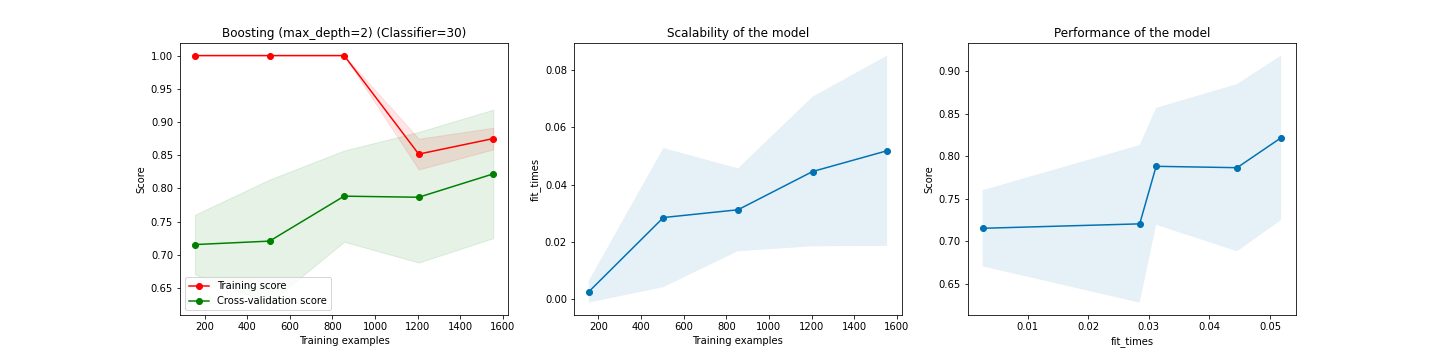 Boosting (max_depth=2) (Classifier=30)
1.00
0.95
0.90
0.85
0.80
0.75
0.70
0.65
Score
Training score
Cross-validation score
200 400 600 800 1000 1200 1400 1600
Training examples
Scalability of the model
0.08
0.06
0.04
0.02
0.00
fit_times
200 400 600 800 1000 1200 1400 1600
Training examples
Performance of the model
0.90
0.85
0.80
0.75
0.70
0.65
Score
0.01 0.02 0.03 0.04 0.05
fit_times